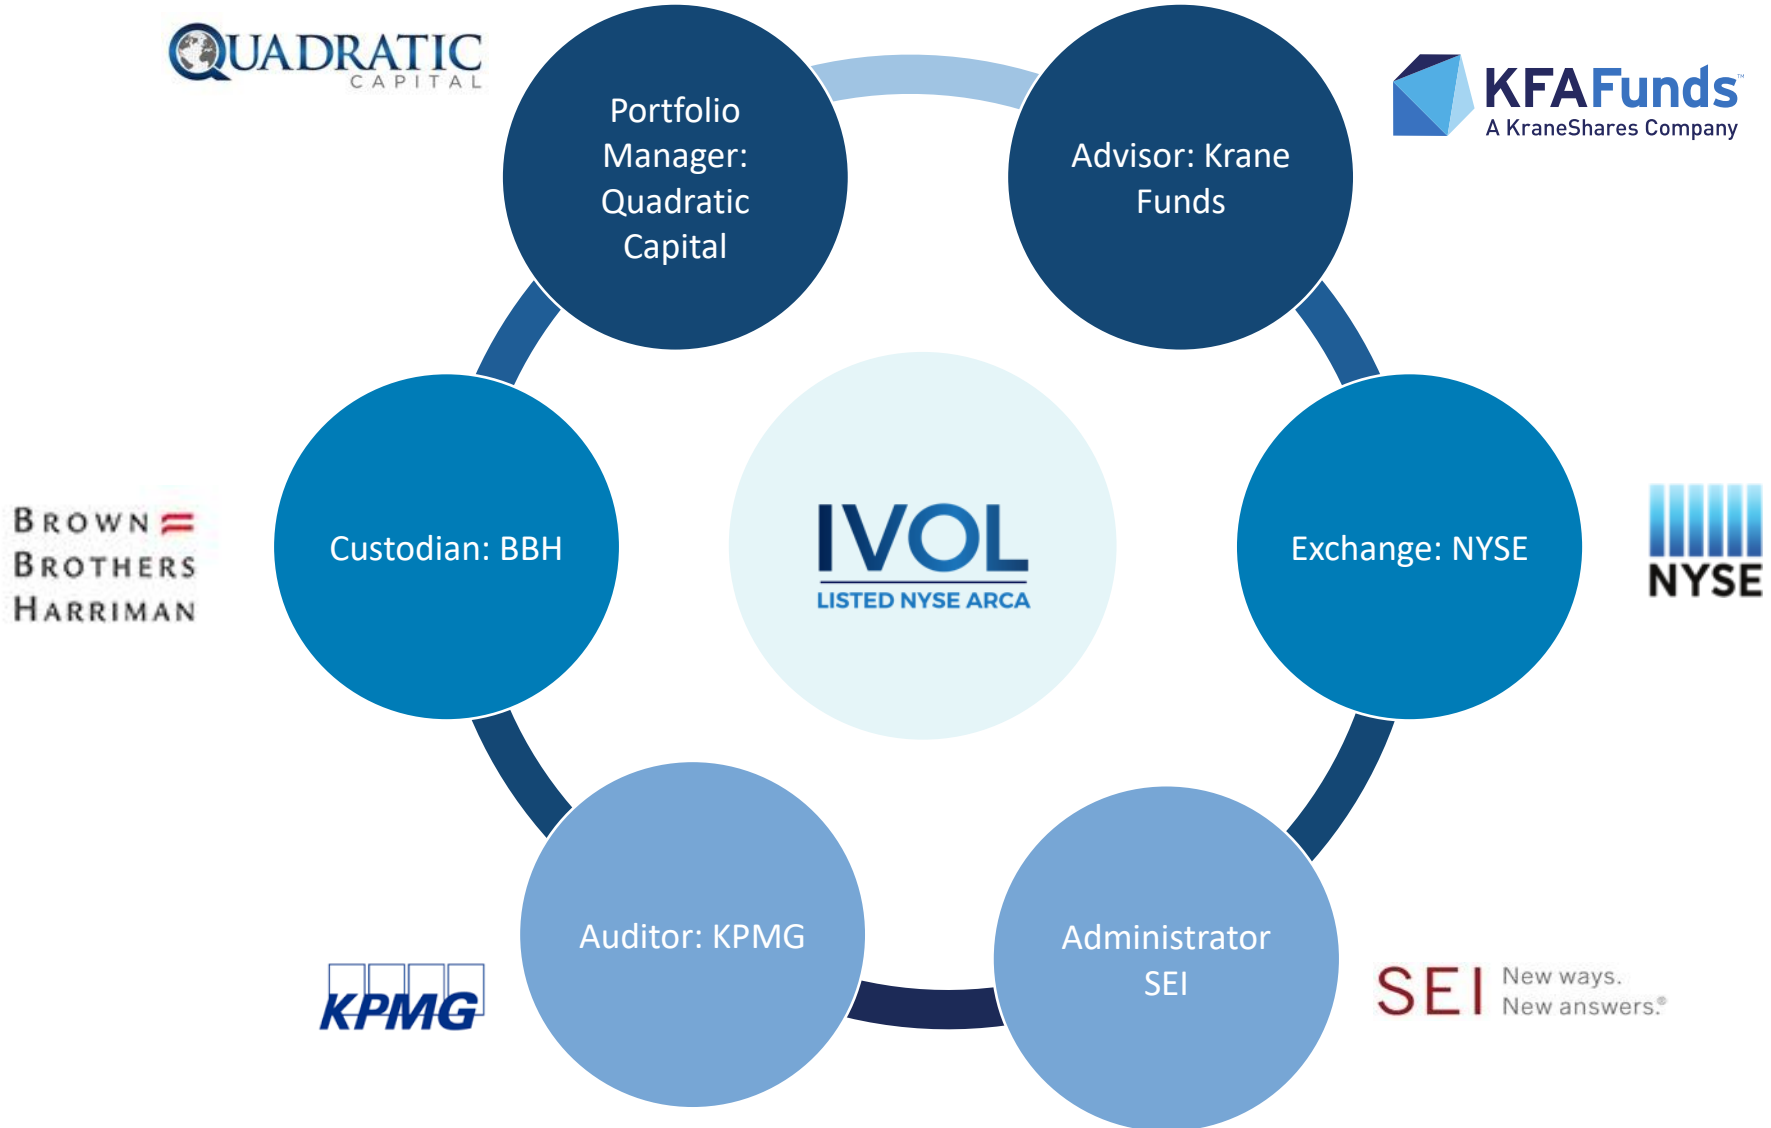 QUADRATIC
CAPITAL
Portfolio
Manager:
Quadratic
Capital
Advisor: Krane
Funds
KFAFunds™
A KraneShares Company
BROWN
BROTHERS
HARRIMAN
Custodian: BBH
IVOL
LISTED NYSE ARCA
Exchange: NYSE
NYSE
Auditor: KPMG
KPMG
Administrator
SEI
SEI
New ways.
New answers.®